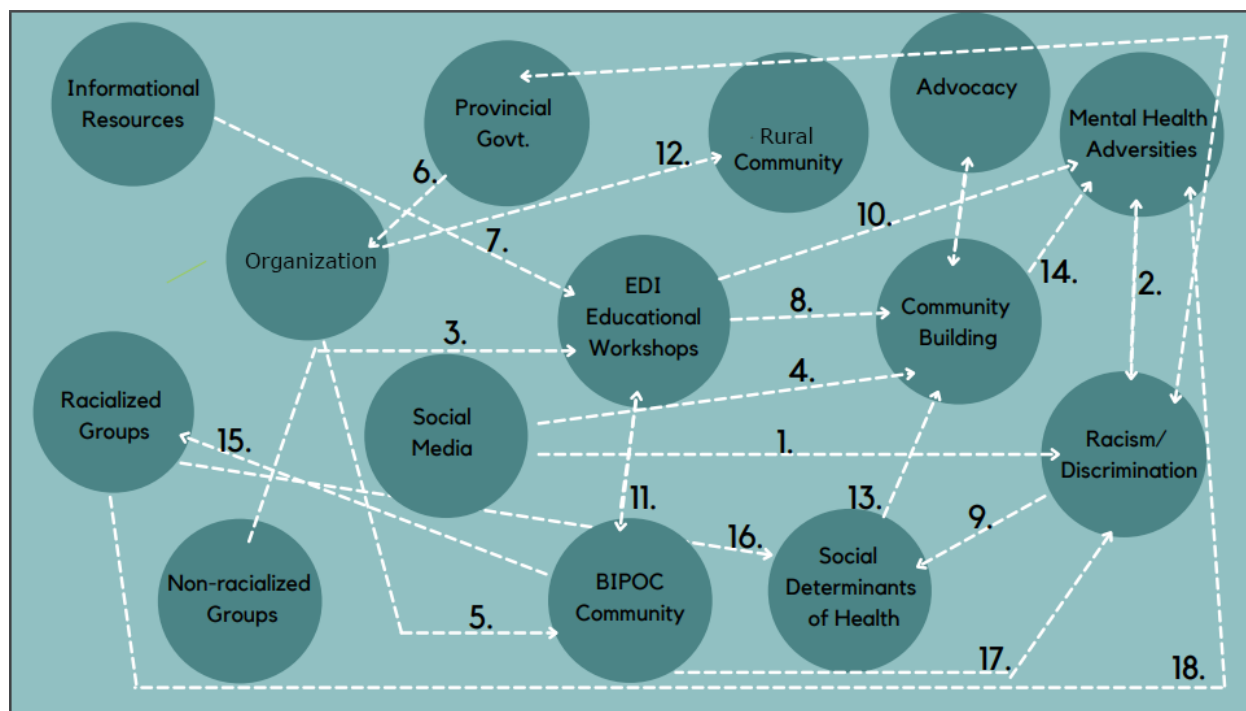 Informational
Resources
Provincial
Govt.
Rural
Community
Advocacy
Mental Health
Adversities
6.
12.
7.
10.
Organization
EDI
Educational
Workshops
8.
Community
Building
14.
2.
3.
4.
Racialized
Groups
Social
Media
15.
1.
Racism/
Discrimination
11.
13.
9.
16.
Non-racialized
Groups
5.
BIPOC
Community
Social
Determinants
of Health
17.
18.